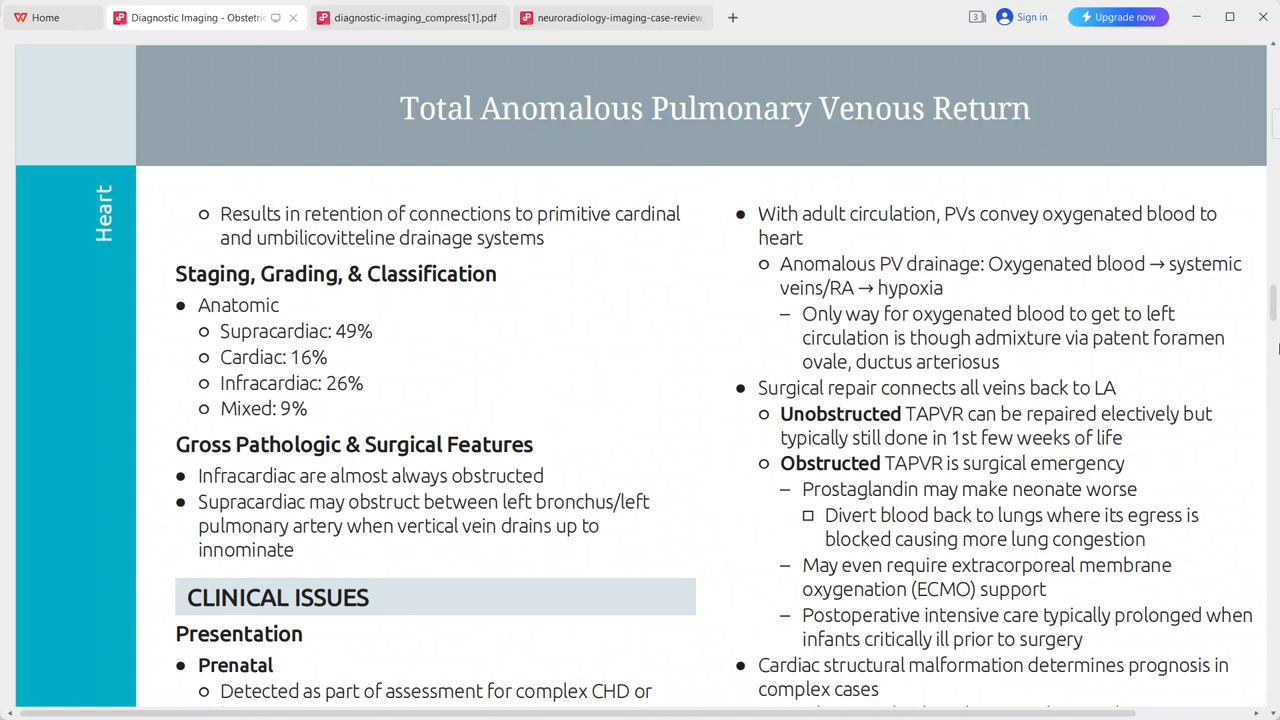 Home
Diagnostic Imaging - Obstetric
diagnostic-imaging_compress[1].pdf
neuroradiology-imaging-case-review
3
Sign in
Upgrade now
Total Anomalous Pulmonary Venous Return
Heart
○ Results in retention of connections to primitive cardinal
and umbilicovitteline drainage systems
Staging, Grading, & Classification
● Anatomic
○ Supracardiac: 49%
○ Cardiac: 16%
○ Infracardiac: 26%
○ Mixed: 9%
Gross Pathologic & Surgical Features
● Infracardiac are almost always obstructed
● Supracardiac may obstruct between left bronchus/left
pulmonary artery when vertical vein drains up to
innominate
CLINICAL ISSUES
Presentation
● Prenatal
○ Detected as part of assessment for complex CHD or
● With adult circulation, PVs convey oxygenated blood to
heart
○ Anomalous PV drainage: Oxygenated blood → systemic
veins/RA → hypoxia
– Only way for oxygenated blood to get to left
circulation is though admixture via patent foramen
ovale, ductus arteriosus
● Surgical repair connects all veins back to LA
○ Unobstructed TAPVR can be repaired electively but
typically still done in 1st few weeks of life
○ Obstructed TAPVR is surgical emergency
– Prostaglandin may make neonate worse
□ Divert blood back to lungs where its egress is
blocked causing more lung congestion
– May even require extracorporeal membrane
oxygenation (ECMO) support
– Postoperative intensive care typically prolonged when
infants critically ill prior to surgery
● Cardiac structural malformation determines prognosis in
complex cases